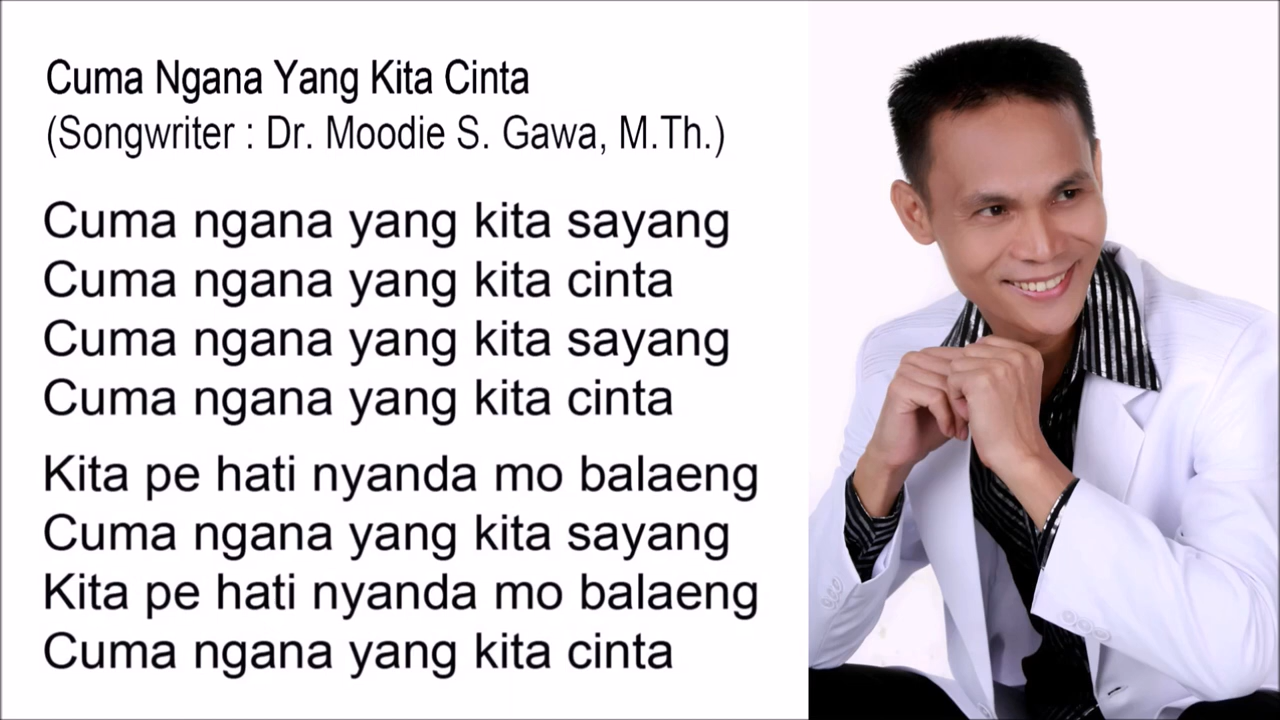 Cuma Ngana Yang Kita Cinta
(Songwriter : Dr. Moodie S. Gawa, M.Th.)
Cuma ngana yang kita sayang
Cuma ngana yang kita cinta
Cuma ngana yang kita sayang
Cuma ngana yang kita cinta
Kita pe hati nyanda mo balaeng
Cuma ngana yang kita sayang
Kita pe hati nyanda mo balaeng
Cuma ngana yang kita cinta